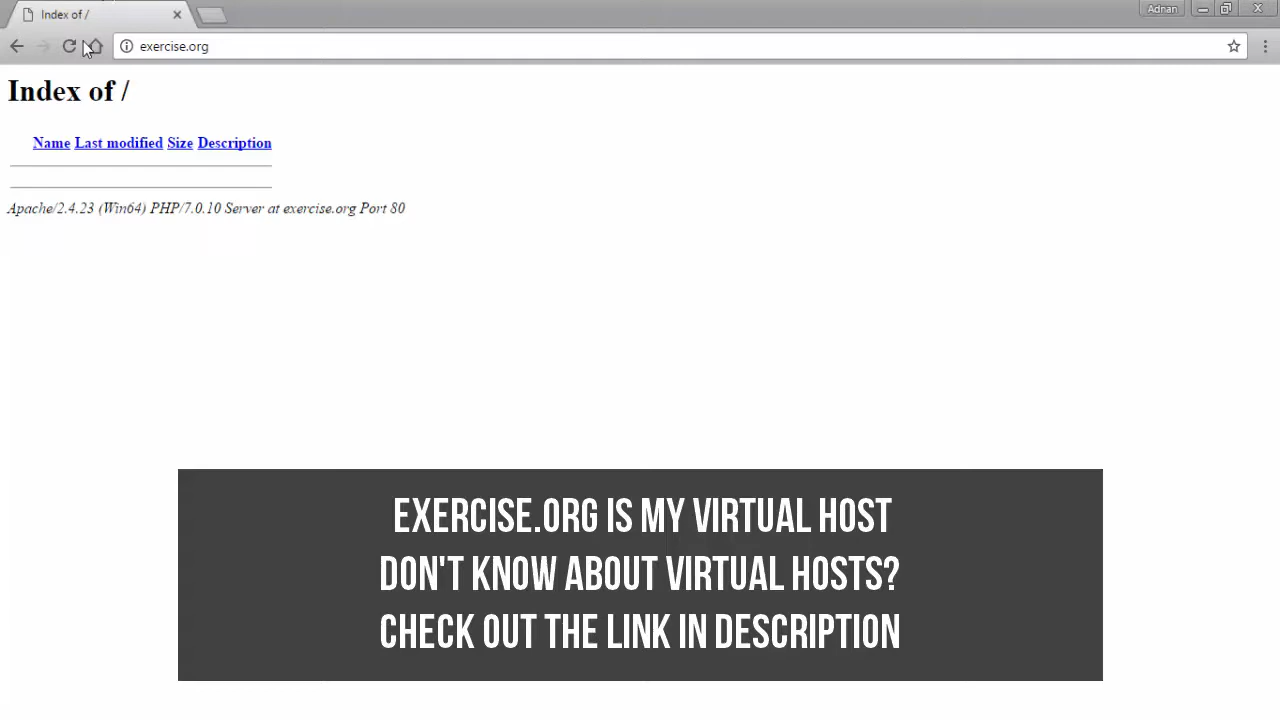 Index of /
Adnan
exercise.org
Index of /
Name Last modified Size Description
Apache/2.4.23 (Win64) PHP/7.0.10 Server at exercise.org Port 80
EXERCISE.ORG IS MY VIRTUAL HOST
DON'T KNOW ABOUT VIRTUAL HOSTS?
CHECK OUT THE LINK IN DESCRIPTION